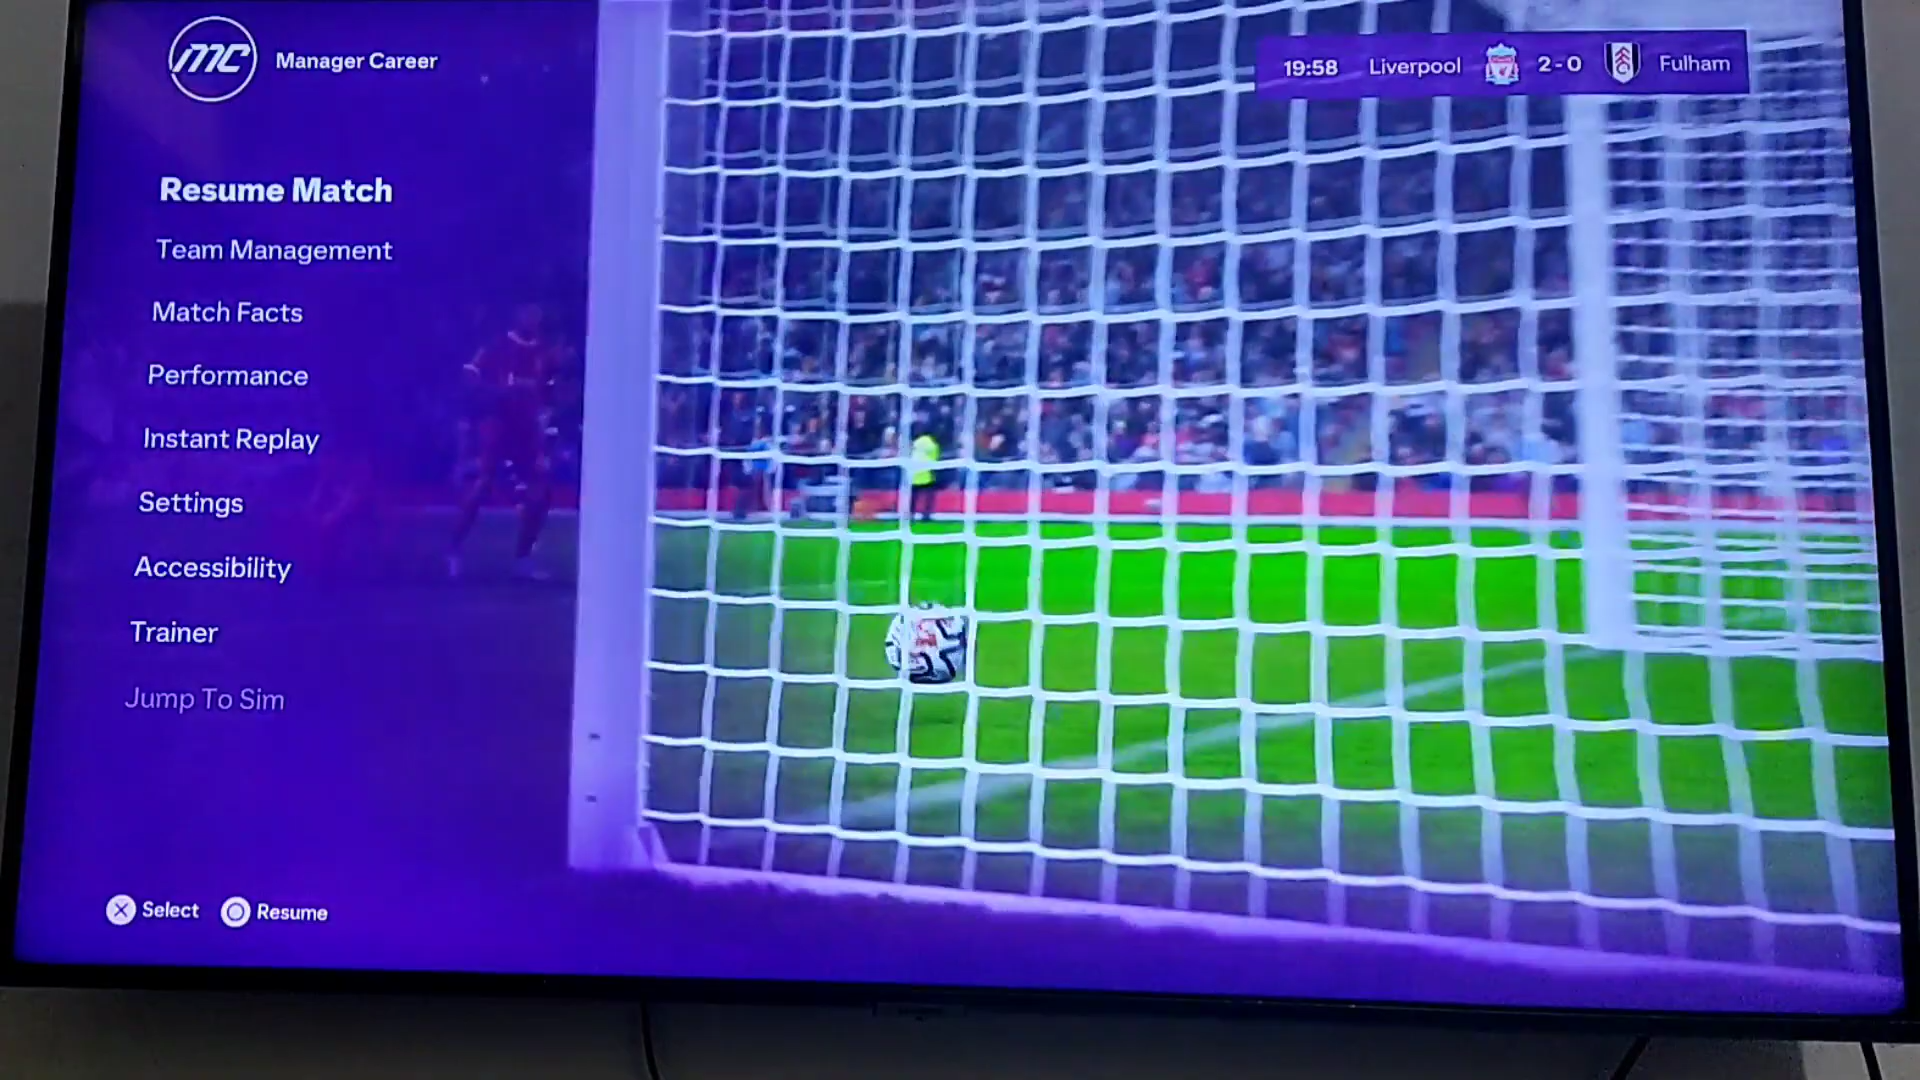 MC Manager Career
19:58 Liverpool 2-0 Fulham
Resume Match
Team Management
Match Facts
Performance
Instant Replay
Settings
Accessibility
Trainer
Jump To Sim
Select Resume